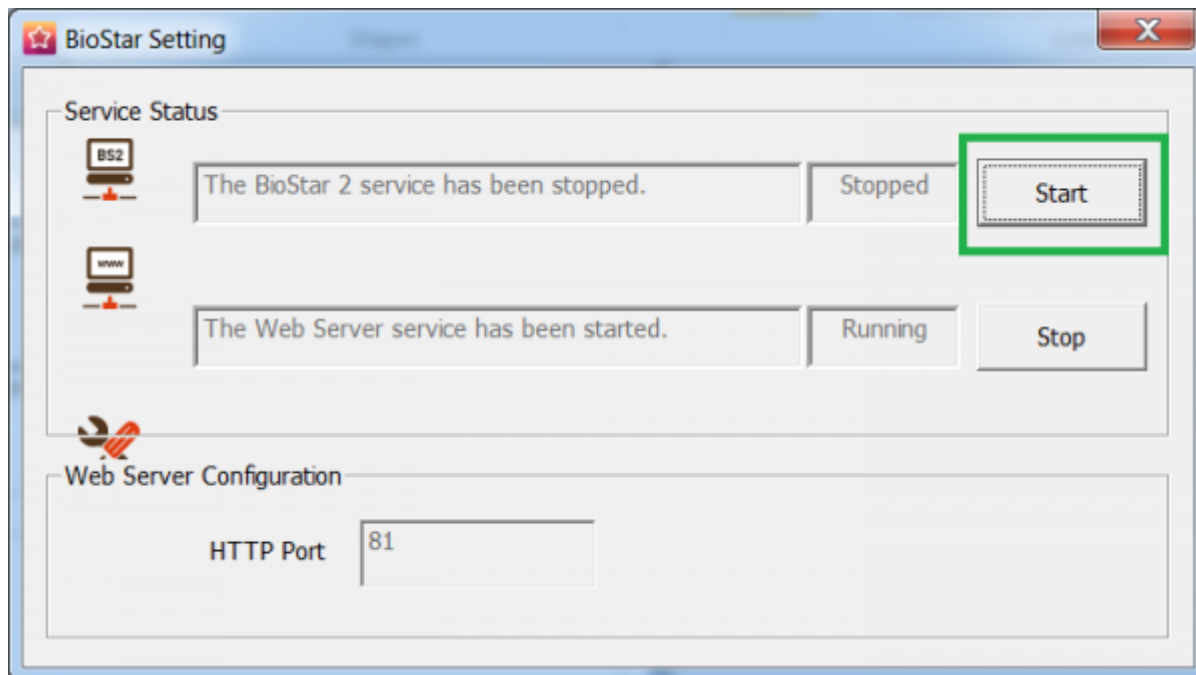 BioStar Setting
Service Status
BS2
The BioStar 2 service has been stopped. Stopped Start
www
The Web Server service has been started. Running Stop
Web Server Configuration
HTTP Port 81